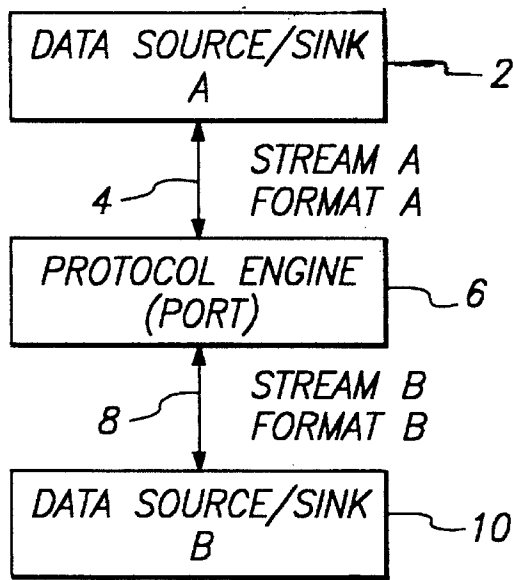 DATA SOURCE/SINK
A
2
4
STREAM A
FORMAT A
PROTOCOL ENGINE
(PORT)
6
8
STREAM B
FORMAT B
DATA SOURCE/SINK
B
10